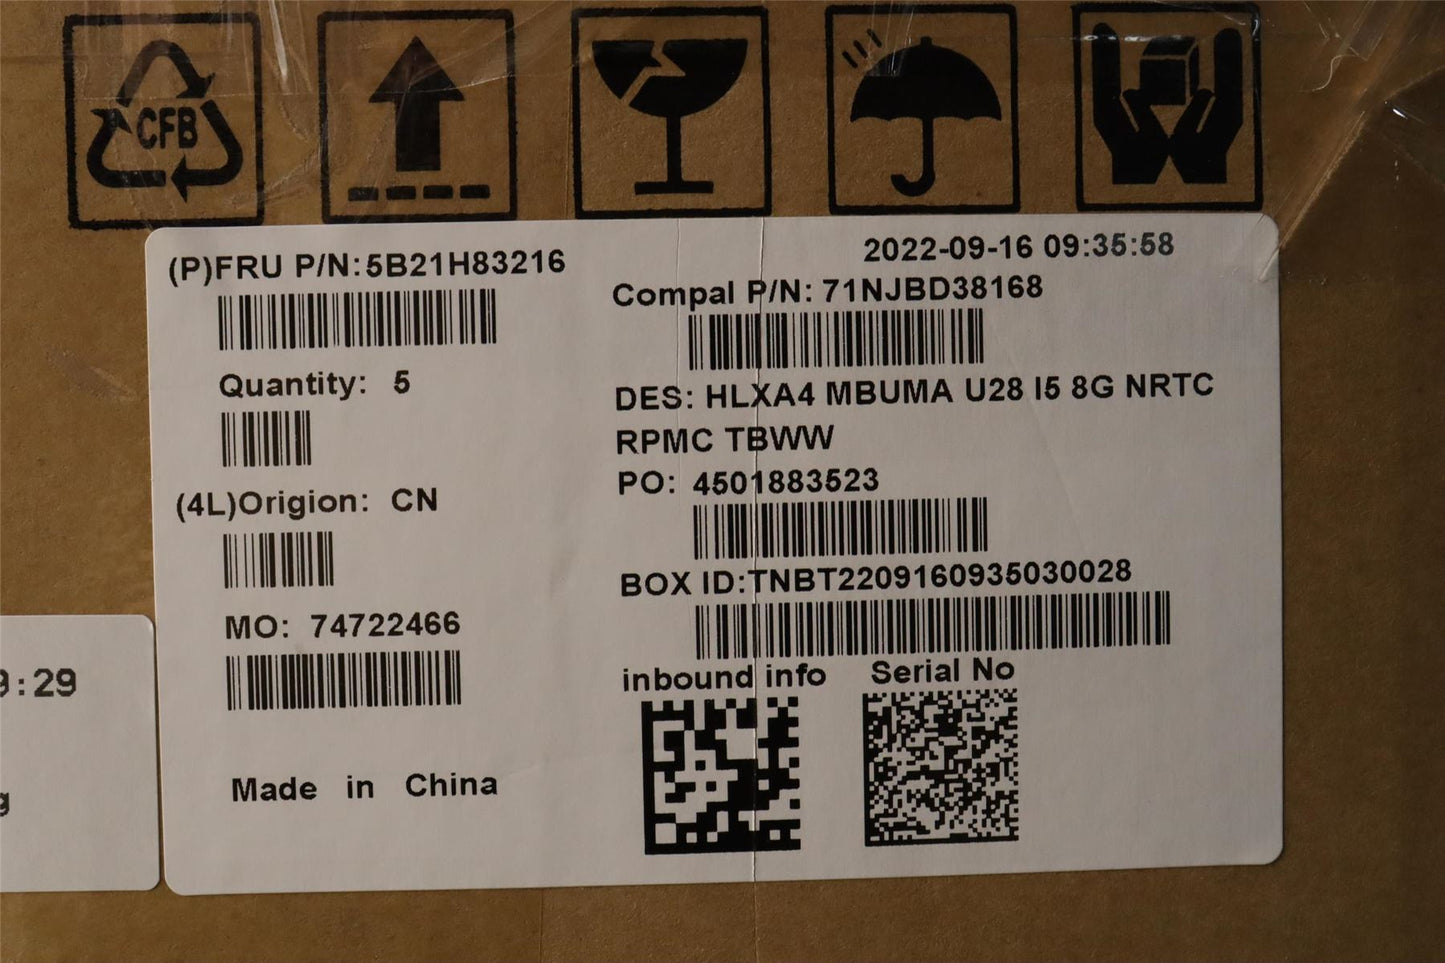 CFB
(P)FRU P/N:5B21H83216
2022-09-16 09:35:58
Compal P/N: 71NJBD38168
Quantity: 5
DES: HLXA4 MBUMA U28 I5 8G NRTC
RPMC TBWW
(4L)Origion: CN
PO: 4501883523
BOX ID:TNBT2209160935030028
MO: 74722466
inbound info
Serial No
Made in China
:29
g